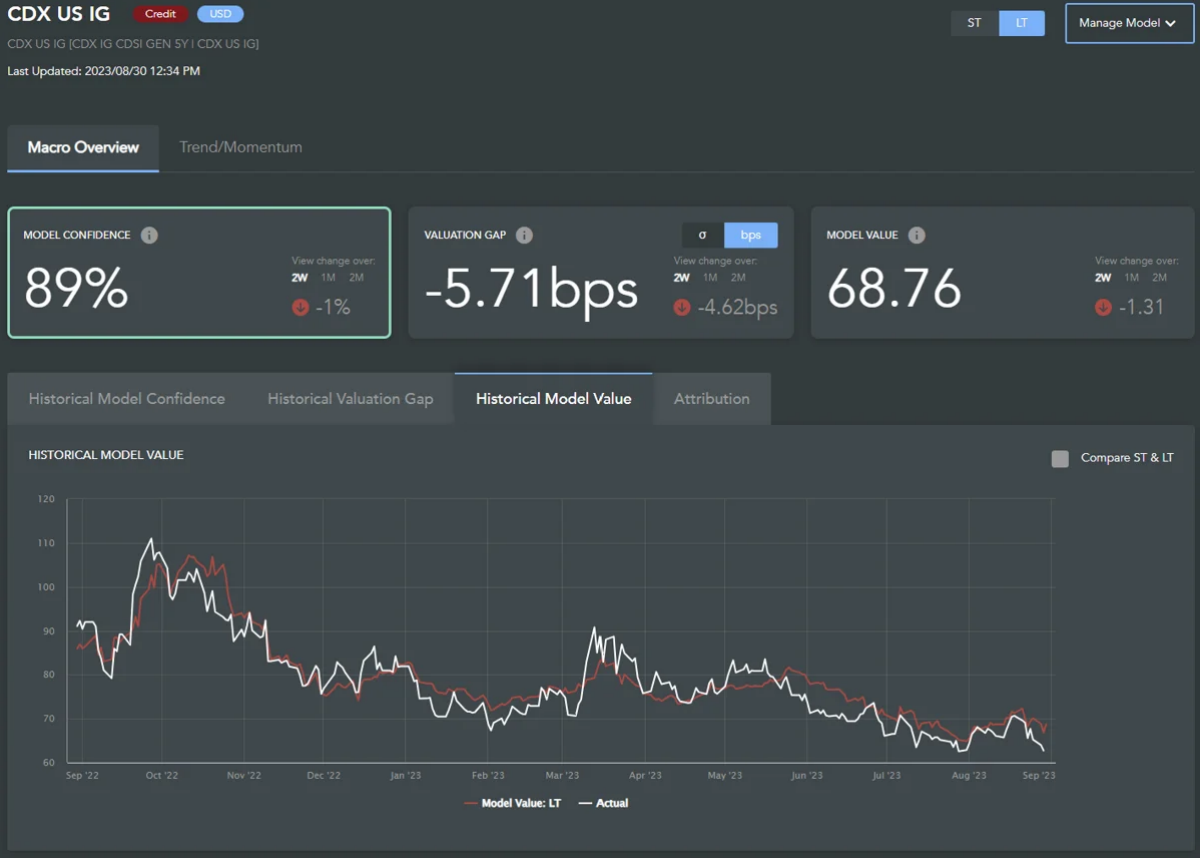 CDX US IG Credit USD
ST LT Manage Model
CDX US IG [CDX IG CDSI GEN 5Y | CDX US IG]
Last Updated: 2023/08/30 12:34 PM
Macro Overview Trend/Momentum
MODEL CONFIDENCE i
View change over:
89% 2W 1M 2M
-1%
VALUATION GAP i σ bps
View change over:
-5.71bps 2W 1M 2M
-4.62bps
MODEL VALUE i
View change over:
68.76 2W 1M 2M
-1.31
Historical Model Confidence Historical Valuation Gap Historical Model Value Attribution
HISTORICAL MODEL VALUE Compare ST & LT
120
110
100
90
80
70
60
Sep '22 Oct '22 Nov '22 Dec '22 Jan '23 Feb '23 Mar '23 Apr '23 May '23 Jun '23 Jul '23 Aug '23 Sep '23
Model Value: LT Actual